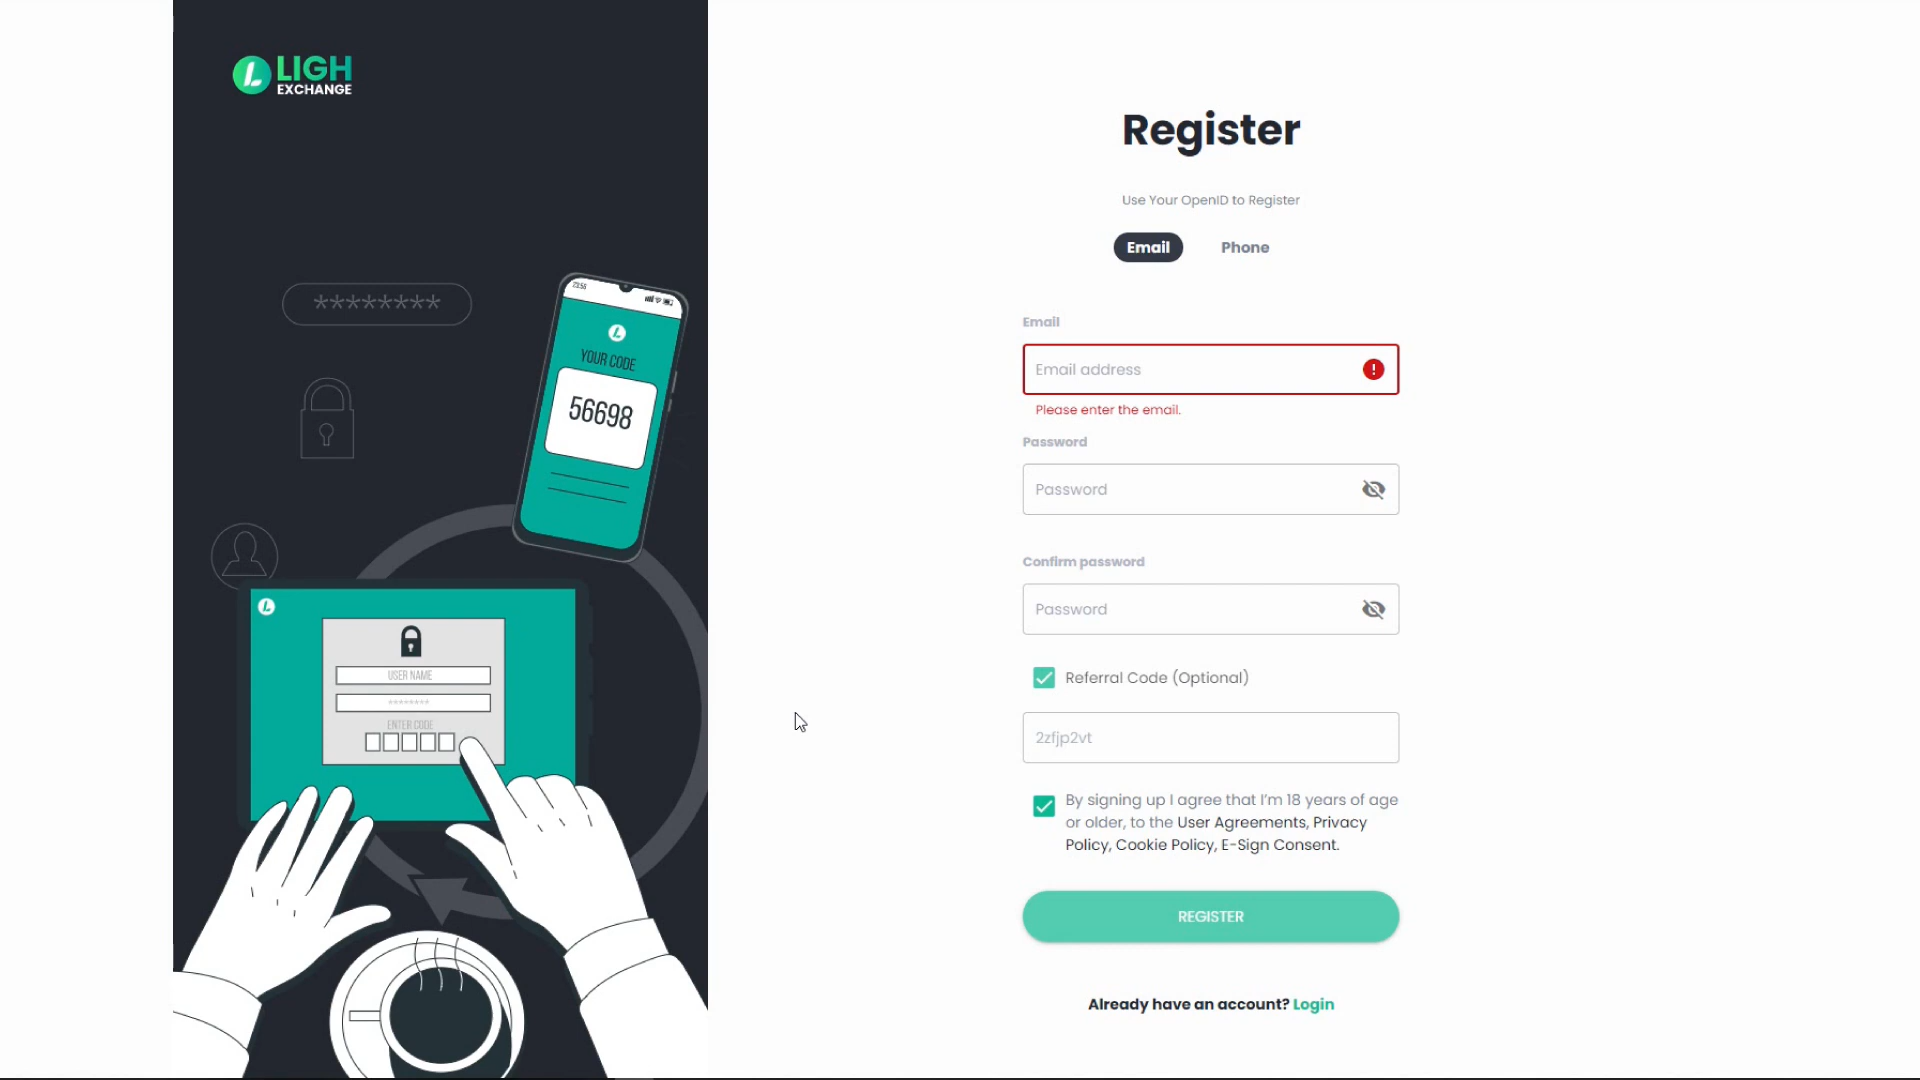 LIGH
EXCHANGE
********
23:56
YOUR CODE
56698
USER NAME
********
ENTER CODE
Register
Use Your OpenID to Register
Email Phone
Email
Email address
Please enter the email.
Password
Password
Confirm password
Password
Referral Code (Optional)
2zfjp2vt
By signing up I agree that I'm 18 years of age
or older, to the User Agreements, Privacy
Policy, Cookie Policy, E-Sign Consent.
REGISTER
Already have an account? Login